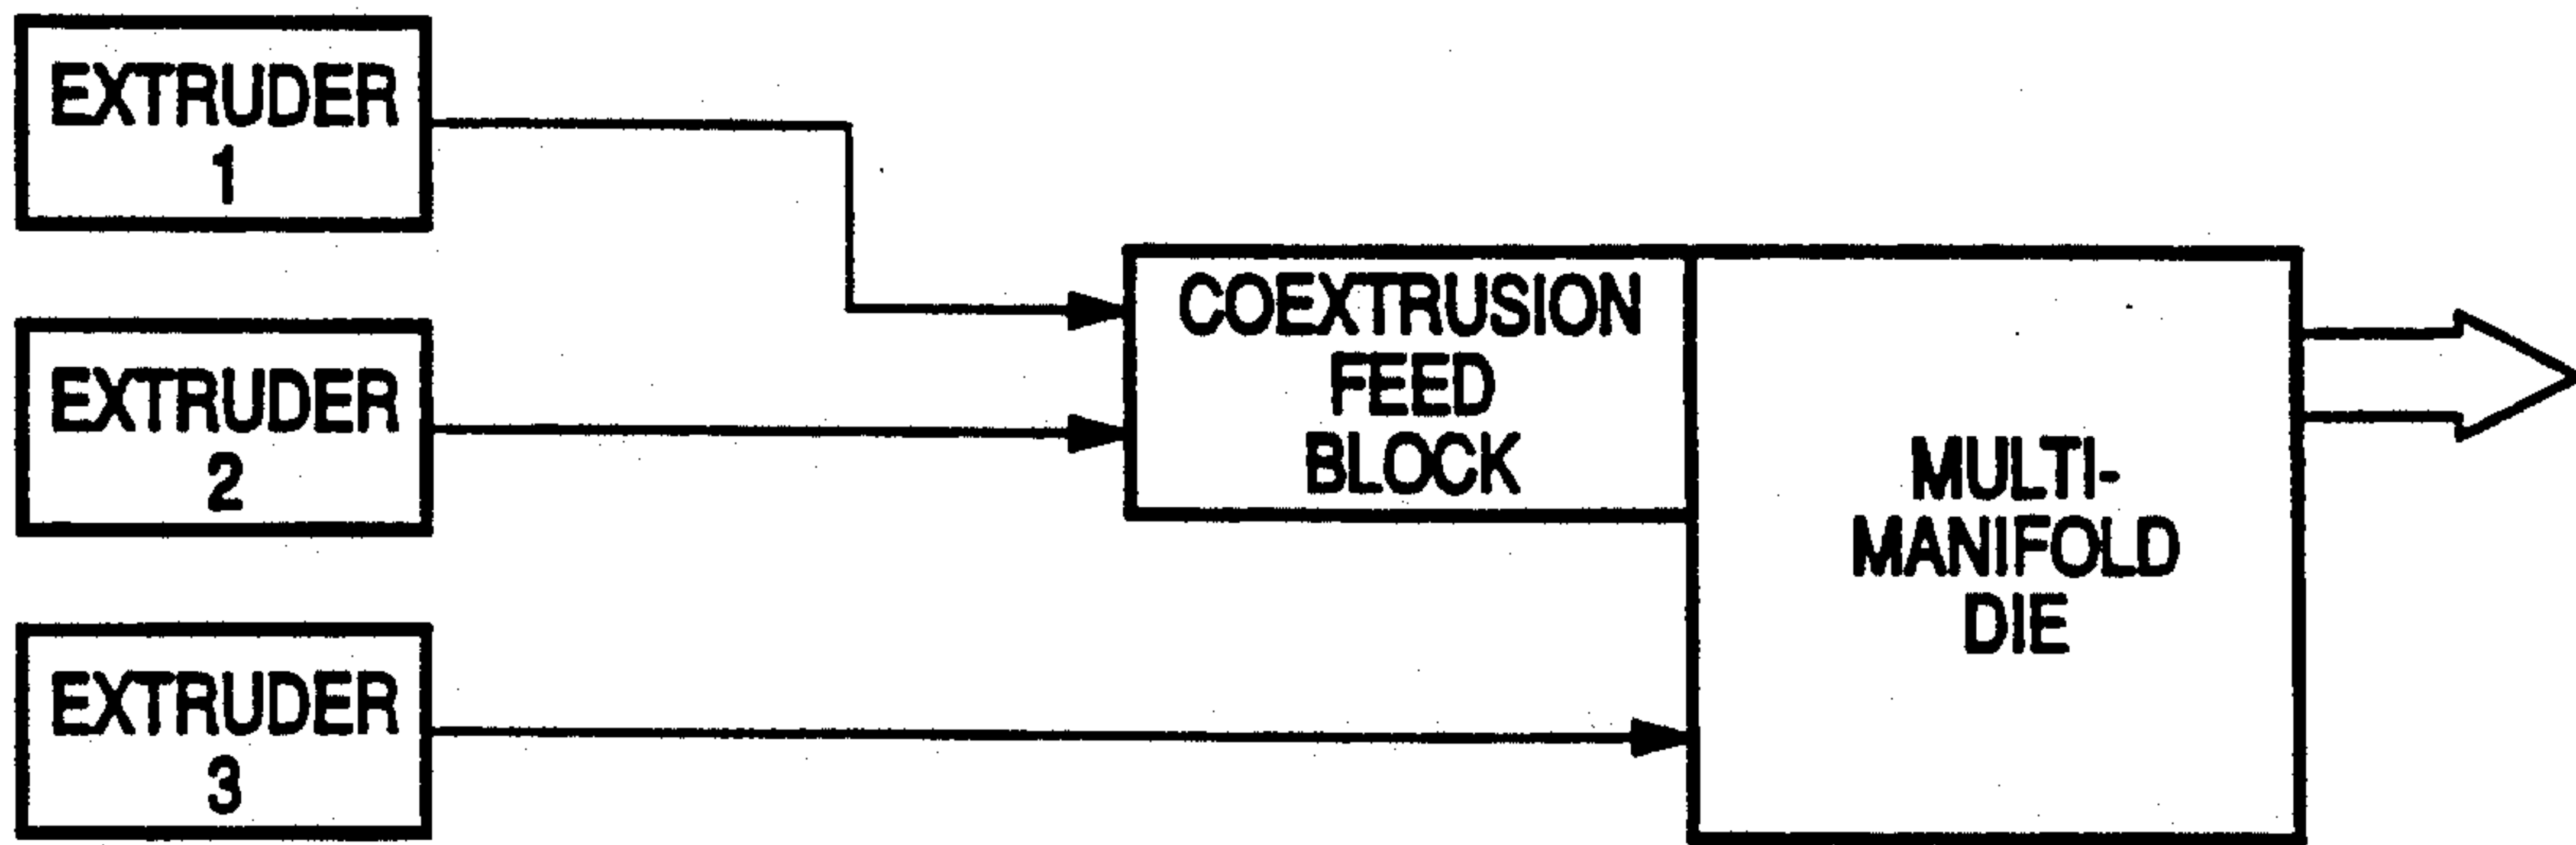 EXTRUDER
1
EXTRUDER
2
EXTRUDER
3
COEXTRUSION
FEED
BLOCK
MULTI-
MANIFOLD
DIE